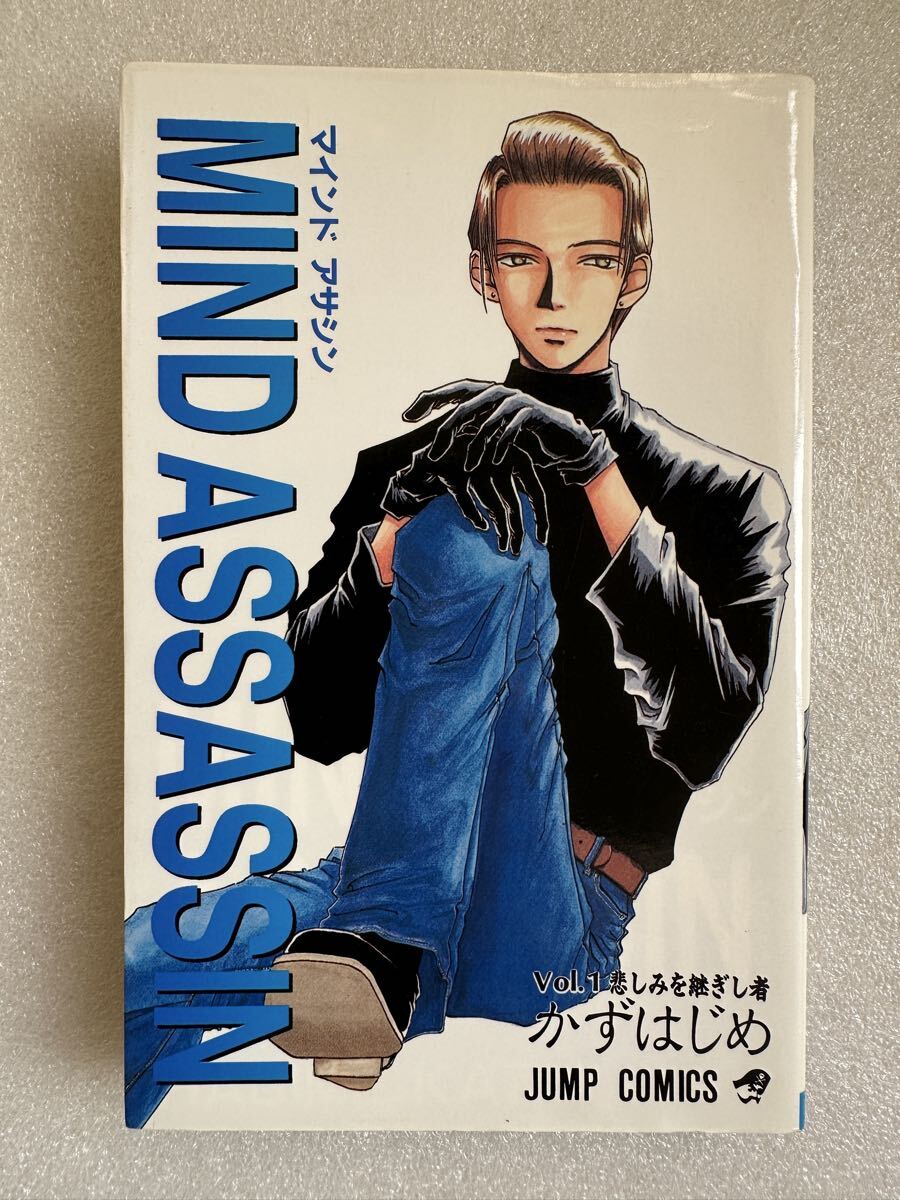 MIND ASSASSIN
マインド アサシン
Vol.1 悲しみを継ぎし者
かずはじめ
JUMP COMICS